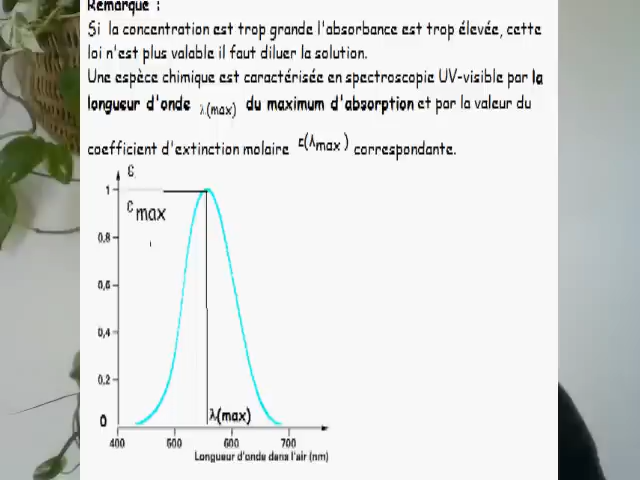 Remarque :
Si la concentration est trop grande l'absorbance est trop élevée, cette
loi n'est plus valable il faut diluer la solution.
Une espèce chimique est caractérisée en spectroscopie UV-visible par la
longueur d'onde λ(max) du maximum d'absorption et par la valeur du
coefficient d'extinction molaire ε(λmax) correspondante.
ε
1
εmax
0,8
0,6
0,4
0,2
0
λ(max)
400 500 600 700
Longueur d'onde dans l'air (nm)